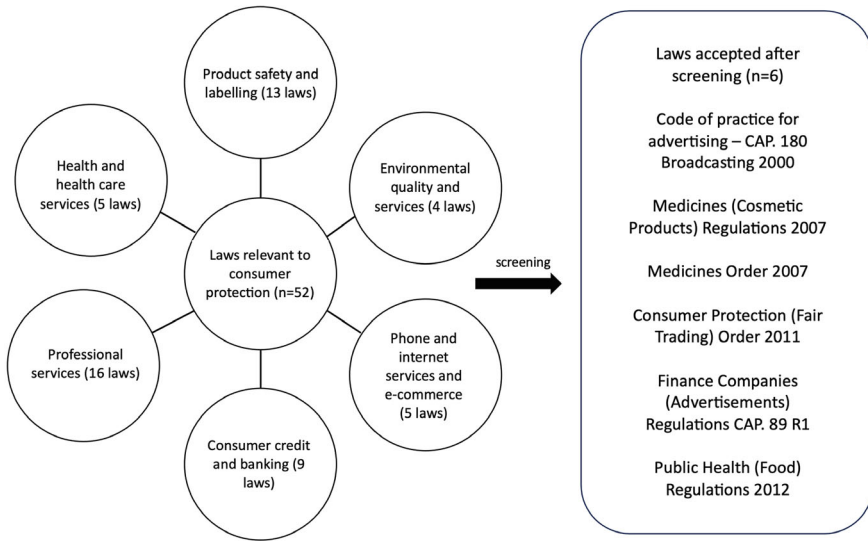 Product safety and
labelling (13 laws)
Health and
health care
services (5 laws)
Environmental
quality and
services (4 laws)
Laws relevant to
consumer
protection (n=52)
Professional
services (16 laws)
Phone and
internet
services and
e-commerce
(5 laws)
Consumer credit
and banking (9
laws)
screening
Laws accepted after
screening (n=6)
Code of practice for
advertising – CAP. 180
Broadcasting 2000
Medicines (Cosmetic
Products) Regulations 2007
Medicines Order 2007
Consumer Protection (Fair
Trading) Order 2011
Finance Companies
(Advertisements)
Regulations CAP. 89 R1
Public Health (Food)
Regulations 2012